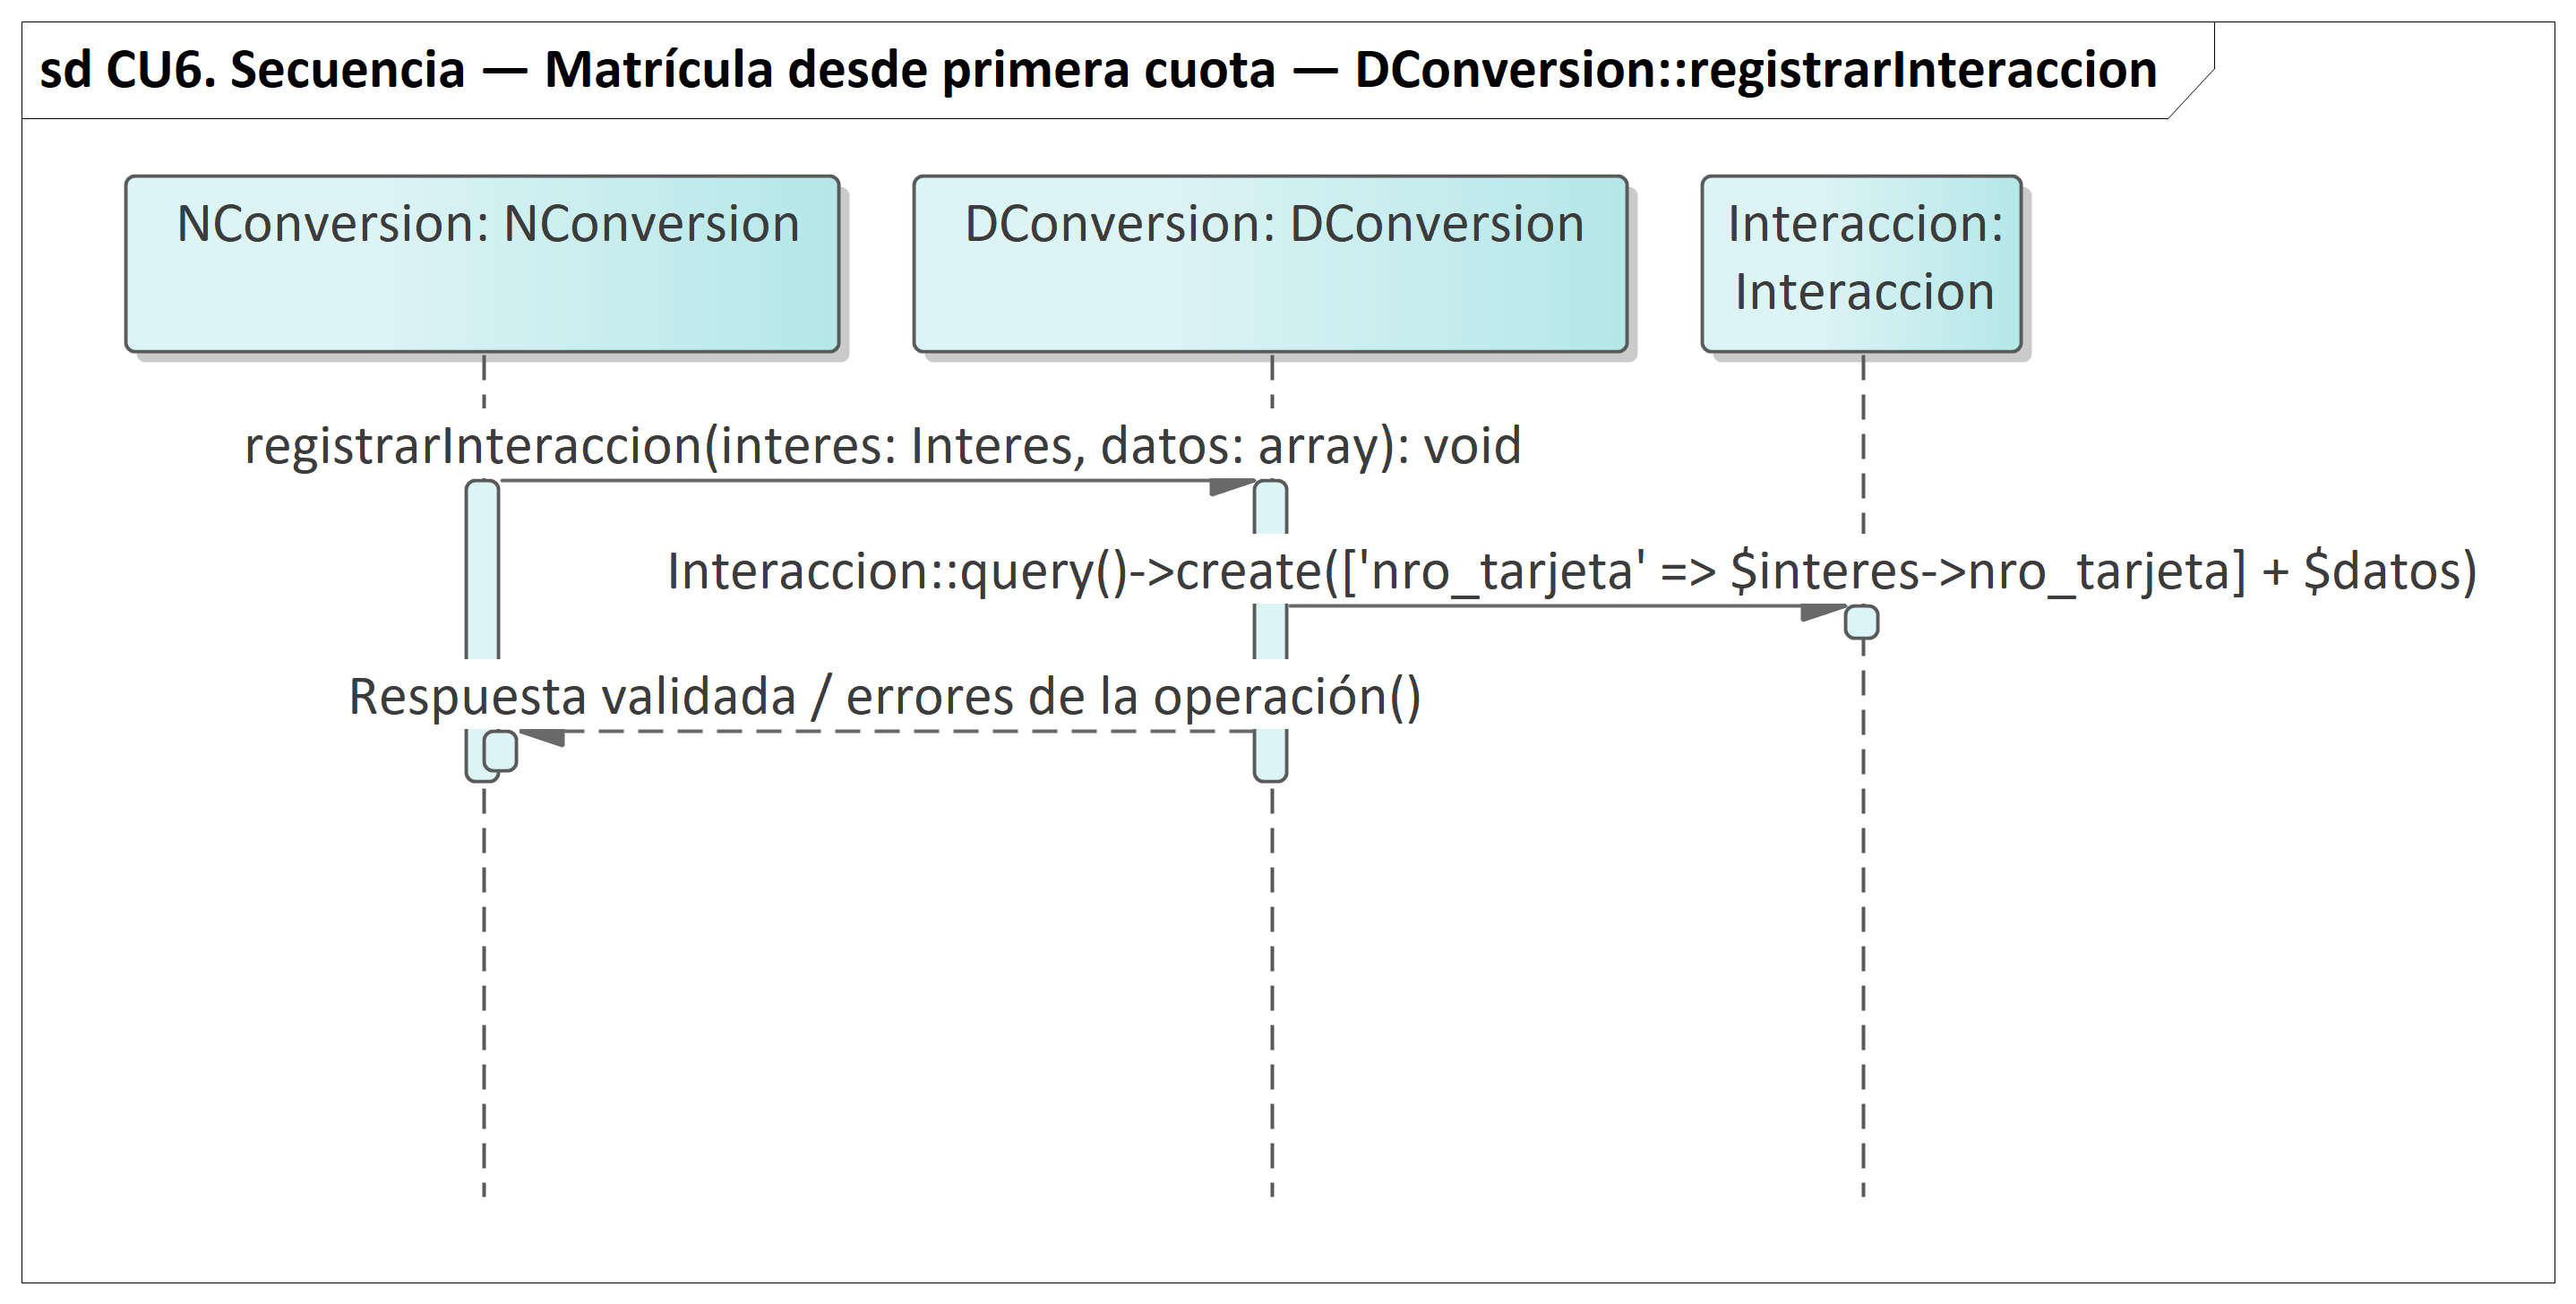 sd CU6. Secuencia — Matrícula desde primera cuota — DConversion::registrarInteraccion
NConversion: NConversion
DConversion: DConversion
Interaccion:
Interaccion
registrarInteraccion(interes: Interes, datos: array): void
Interaccion::query()->create(['nro_tarjeta' => $interes->nro_tarjeta] + $datos)
Respuesta validada / errores de la operación()